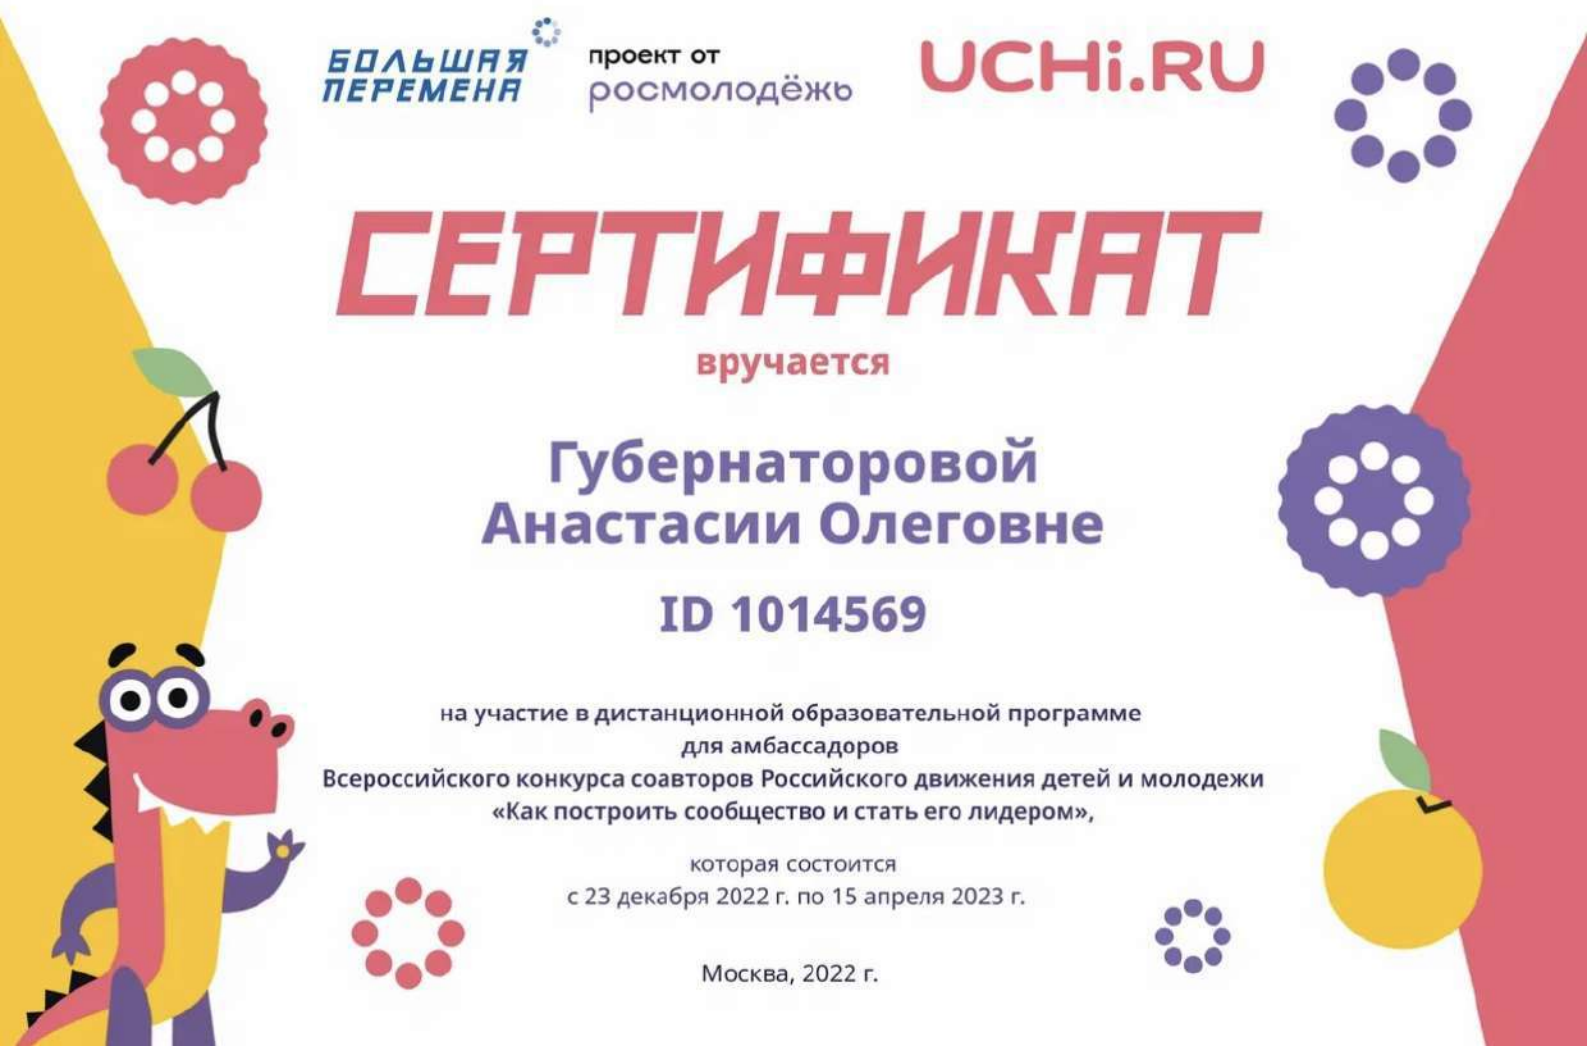 БОЛЬШАЯ
ПЕРЕМЕНА
проект от
росмолодёжь
UCHi.RU
СЕРТИФИКАТ
вручается
Губернаторовой
Анастасии Олеговне
ID 1014569
на участие в дистанционной образовательной программе
для амбассадоров
Всероссийского конкурса соавторов Российского движения детей и молодежи
«Как построить сообщество и стать его лидером»,
которая состоится
с 23 декабря 2022 г. по 15 апреля 2023 г.
Москва, 2022 г.